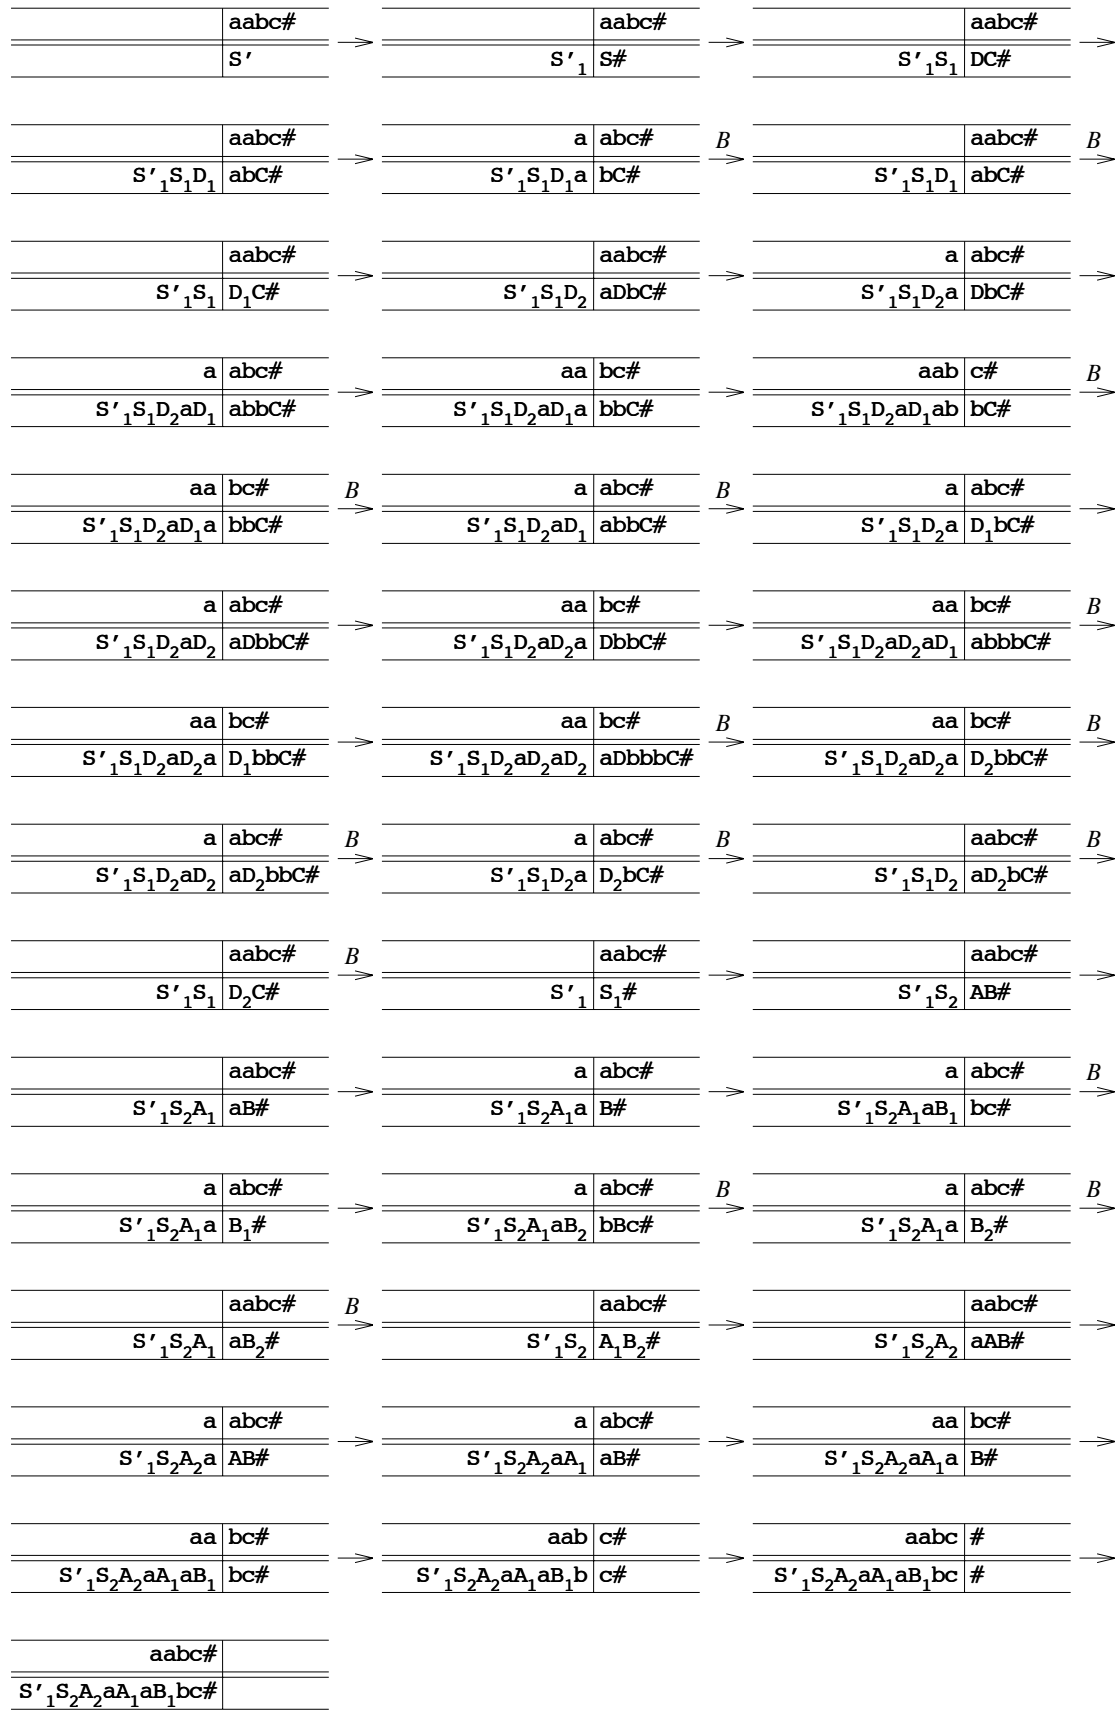 aabc# aabc# aabc#
S' S'₁ S# S'₁S₁ DC#
aabc# a abc# B aabc# B
S'₁S₁D₁ abC# S'₁S₁D₁a bC# S'₁S₁D₁ abC#
aabc# aabc# a abc#
S'₁S₁ D₁C# S'₁S₁D₂ aDbC# S'₁S₁D₂a DbC#
a abc# aa bc# aab c# B
S'₁S₁D₂aD₁ abbC# S'₁S₁D₂aD₁a bbC# S'₁S₁D₂aD₁ab bC#
aa bc# B a abc# B a abc#
S'₁S₁D₂aD₁a bbC# S'₁S₁D₂aD₁ abbC# S'₁S₁D₂a D₁bC#
a abc# aa bc# aa bc# B
S'₁S₁D₂aD₂ aDbbC# S'₁S₁D₂aD₂a DbbC# S'₁S₁D₂aD₂aD₁ abbbC#
aa bc# aa bc# B aa bc# B
S'₁S₁D₂aD₂a D₁bbC# S'₁S₁D₂aD₂aD₂ aDbbbC# S'₁S₁D₂aD₂a D₂bbC#
a abc# B a abc# B aabc# B
S'₁S₁D₂aD₂ aD₂bbC# S'₁S₁D₂a D₂bC# S'₁S₁D₂ aD₂bC#
aabc# B aabc# aabc#
S'₁S₁ D₂C# S'₁ S₁# S'₁S₂ AB#
aabc# a abc# a abc# B
S'₁S₂A₁ aB# S'₁S₂A₁a B# S'₁S₂A₁aB₁ bc#
a abc# a abc# B a abc# B
S'₁S₂A₁a B₁# S'₁S₂A₁aB₂ bBc# S'₁S₂A₁a B₂#
aabc# B aabc# aabc#
S'₁S₂A₁ aB₂# S'₁S₂ A₁B₂# S'₁S₂A₂ aAB#
a abc# a abc# aa bc#
S'₁S₂A₂a AB# S'₁S₂A₂aA₁ aB# S'₁S₂A₂aA₁a B#
aa bc# aab c# aabc #
S'₁S₂A₂aA₁aB₁ bc# S'₁S₂A₂aA₁aB₁b c# S'₁S₂A₂aA₁aB₁bc #
aabc#
S'₁S₂A₂aA₁aB₁bc#